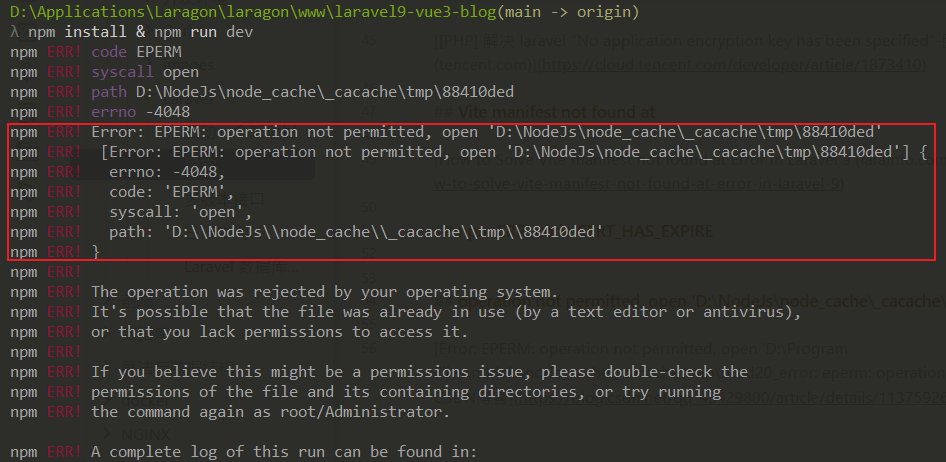 D:\Applications\Laragon\laragon\www\laravel9-vue3-blog(main -> origin)
λ npm install & npm run dev
npm ERR! code EPERM
npm ERR! syscall open
npm ERR! path D:\NodeJs\node_cache\_cacache\tmp\88410ded
npm ERR! errno -4048
npm ERR! Error: EPERM: operation not permitted, open 'D:\NodeJs\node_cache\_cacache\tmp\88410ded'
npm ERR!  [Error: EPERM: operation not permitted, open 'D:\NodeJs\node_cache\_cacache\tmp\88410ded'] {
npm ERR!   errno: -4048,
npm ERR!   code: 'EPERM',
npm ERR!   syscall: 'open',
npm ERR!   path: 'D:\\NodeJs\\node_cache\\_cacache\\tmp\\88410ded'
npm ERR! }
npm ERR!
npm ERR! The operation was rejected by your operating system.
npm ERR! It's possible that the file was already in use (by a text editor or antivirus),
npm ERR! or that you lack permissions to access it.
npm ERR!
npm ERR! If you believe this might be a permissions issue, please double-check the
npm ERR! permissions of the file and its containing directories, or try running
npm ERR! the command again as root/Administrator.
NGINX
npm ERR! A complete log of this run can be found in: